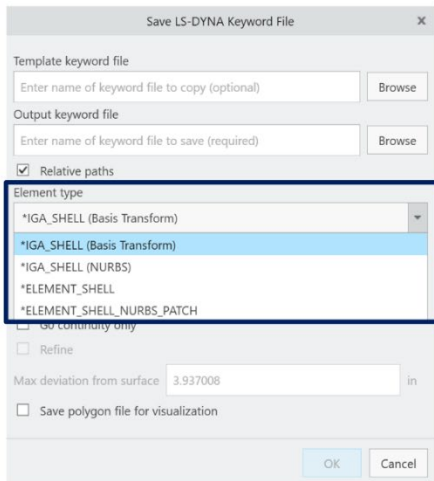 Save LS-DYNA Keyword File x
Template keyword file
Enter name of keyword file to copy (optional) Browse
Output keyword file
Enter name of keyword file to save (required) Browse
Relative paths
Element type
*IGA_SHELL (Basis Transform)
*IGA_SHELL (Basis Transform)
*IGA_SHELL (NURBS)
*ELEMENT_SHELL
*ELEMENT_SHELL_NURBS_PATCH
G0 continuity only
Refine
Max deviation from surface 3.937008 in
Save polygon file for visualization
OK Cancel